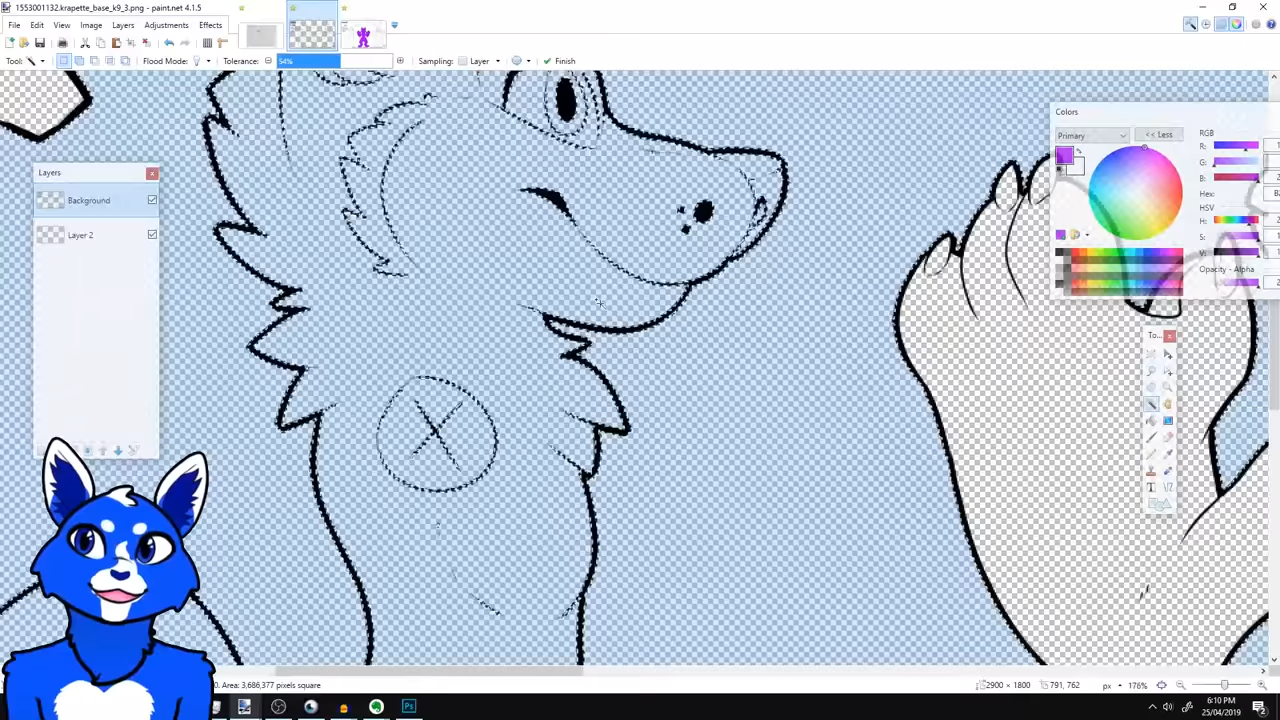 1553001132.krapette_base_k9_3.png - paint.net 4.1.5
File Edit View Image Layers Adjustments Effects
Tool: Flood Mode: Tolerance: 54% Sampling: Layer Finish
Colors
Primary << Less RGB
R:
G:
B:
Hex:
HSV
H:
S:
V:
Opacity - Alpha
Layers
Background
Layer 2
To...
Area: 3,686,377 pixels square
2900 × 1800 791, 762 px 176%
6:10 PM
25/04/2019